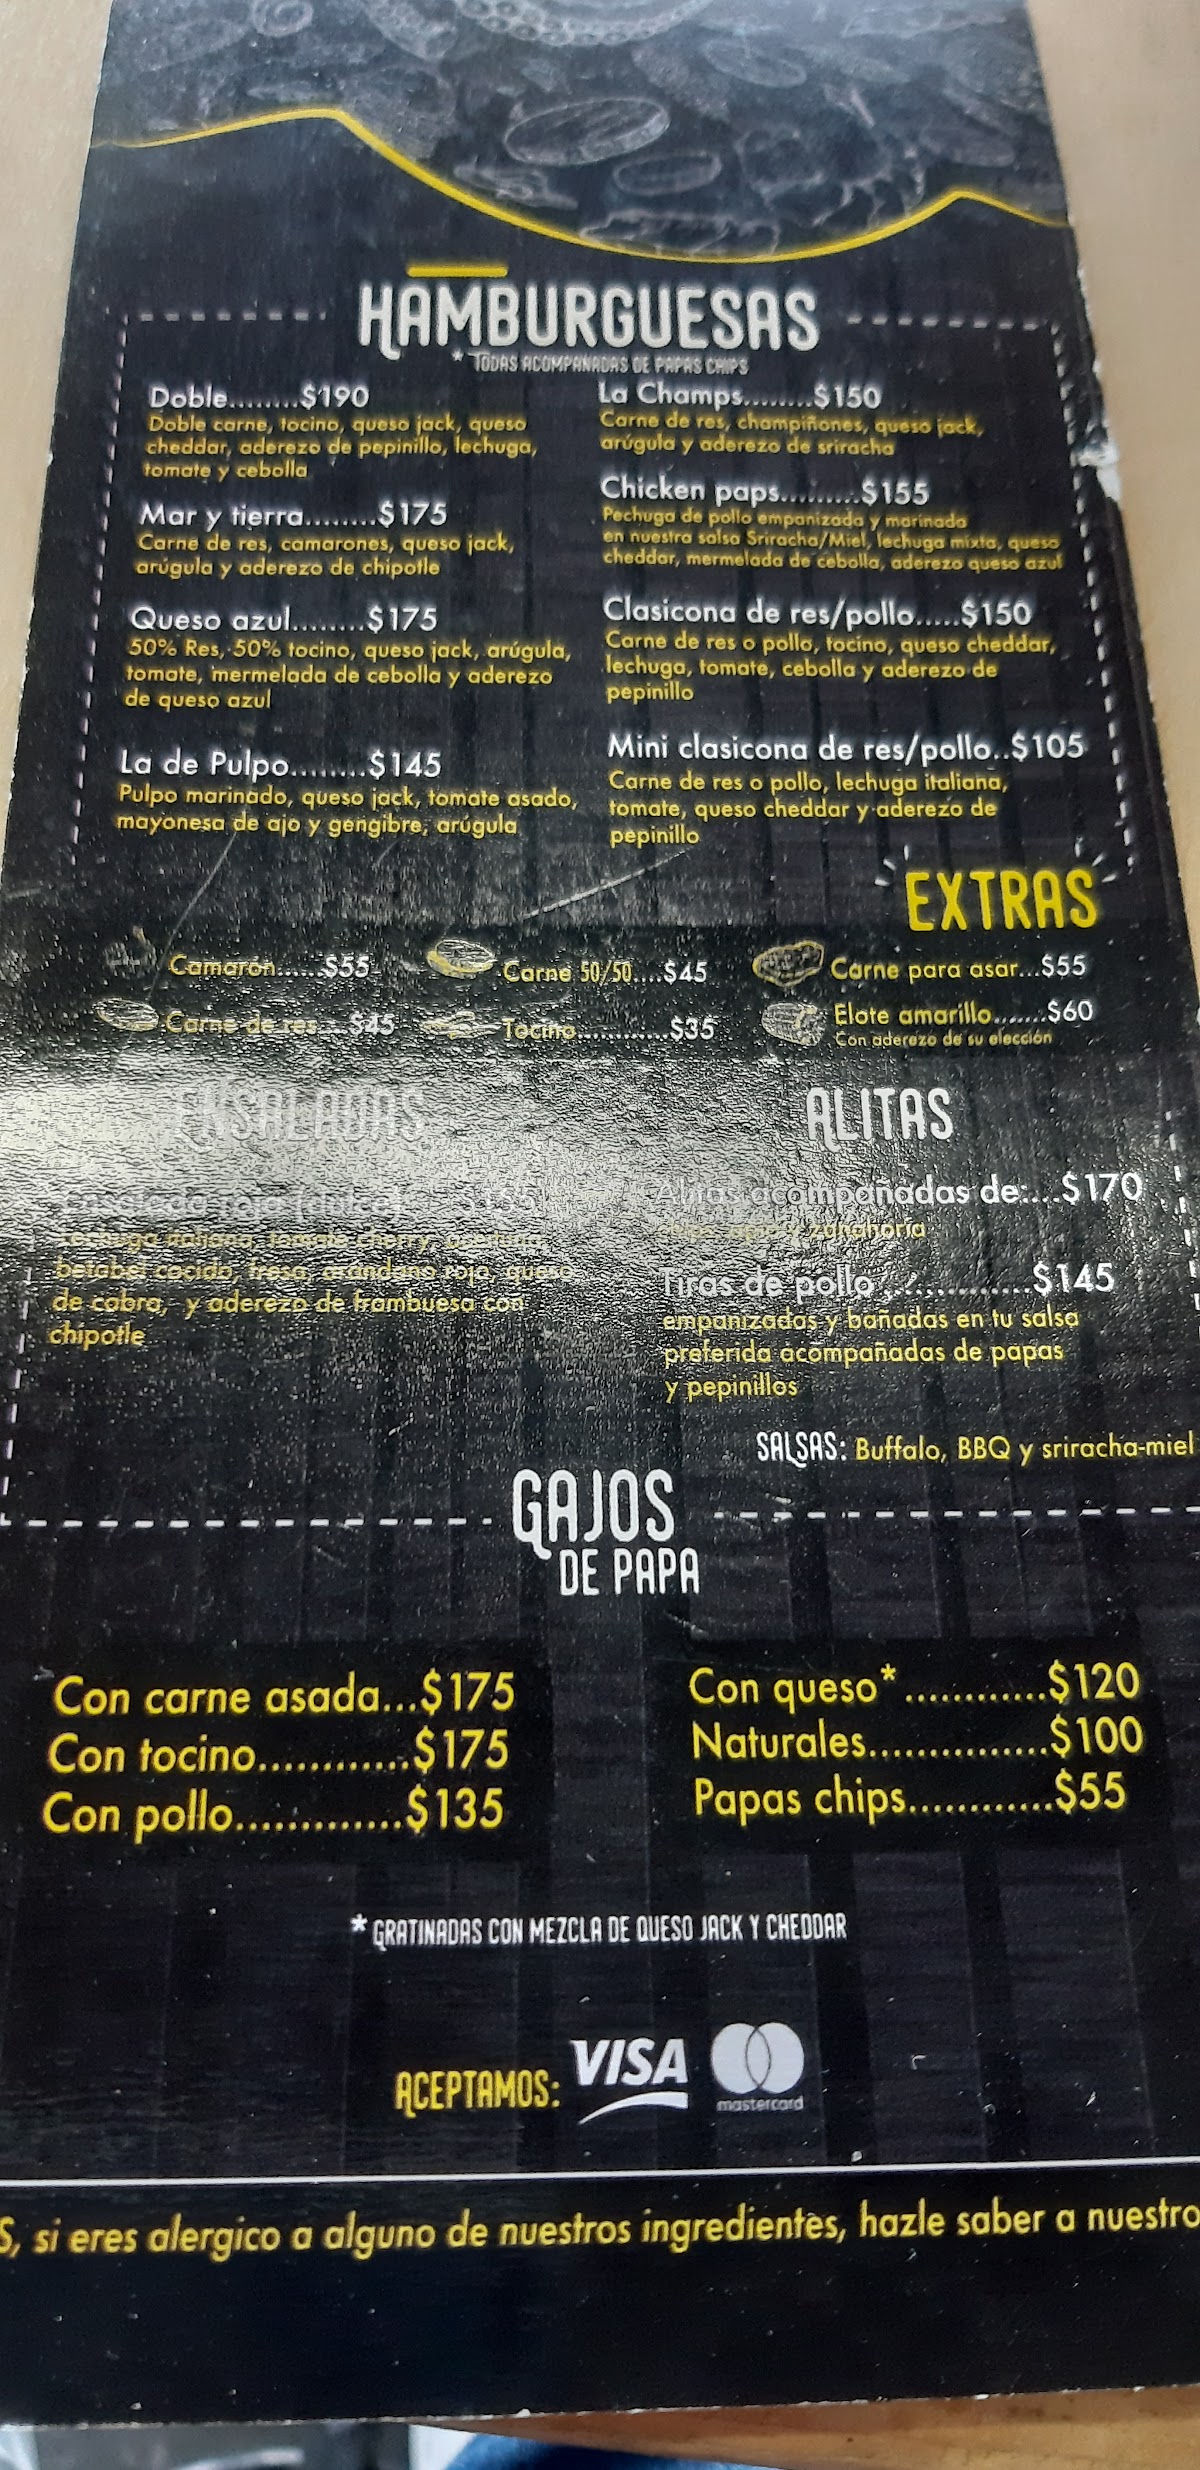 HAMBURGUESAS
* TODAS ACOMPAÑADAS DE PAPAS CHIPS
Doble........$190
Doble carne, tocino, queso jack, queso
cheddar, aderezo de pepinillo, lechuga,
tomate y cebolla
Mar y tierra........$175
Carne de res, camarones, queso jack,
arúgula y aderezo de chipotle
Queso azul........$175
50% Res, 50% tocino, queso jack, arúgula,
tomate, mermelada de cebolla y aderezo
de queso azul
La de Pulpo........$145
Pulpo marinado, queso jack, tomate asado,
mayonesa de ajo y gengibre, arúgula
La Champs........$150
Carne de res, champiñones, queso jack,
arúgula y aderezo de sriracha
Chicken paps.........$155
Pechuga de pollo empanizada y marinada
en nuestra salsa Sriracha/Miel, lechuga mixta, queso
cheddar, mermelada de cebolla, aderezo queso azul
Clasicona de res/pollo.....$150
Carne de res o pollo, tocino, queso cheddar,
lechuga, tomate, cebolla y aderezo de
pepinillo
Mini clasicona de res/pollo..$105
Carne de res o pollo, lechuga italiana,
tomate, queso cheddar y aderezo de
pepinillo
EXTRAS
Camarón......$55
Carne 50/50....$45
Carne para asar...$55
Carne de res.... $45
Tocino............$35
Elote amarillo.......$60
Con aderezo de su elección
ENSALADAS
Lechuga italiana, tomate cherry,
betabel cocido, fresa, arandano rojo, queso
de cabra, y aderezo de frambuesa con
chipotle
ALITAS
Alitas acompañadas de:...$170
apio y zanahoria
Tiras de pollo..............$145
empanizadas y bañadas en tu salsa
preferida acompañadas de papas
y pepinillos
SALSAS: Buffalo, BBQ y sriracha-miel
GAJOS
DE PAPA
Con carne asada...$175
Con tocino............$175
Con pollo.............$135
Con queso*............$120
Naturales...............$100
Papas chips............$55
* GRATINADAS CON MEZCLA DE QUESO JACK Y CHEDDAR
ACEPTAMOS: VISA mastercard
S, si eres alergico a alguno de nuestros ingredientes, hazle saber a nuestro